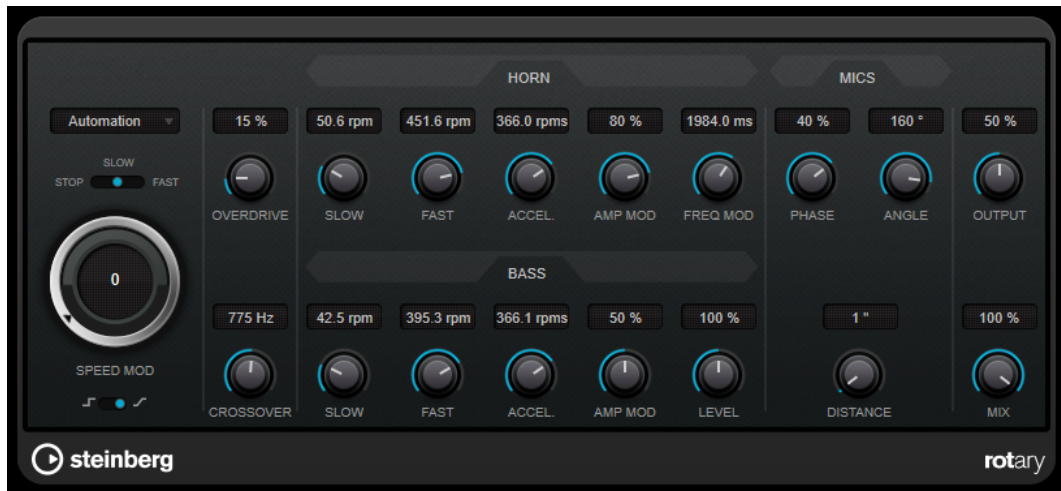 HORN MICS
Automation 15 % 50.6 rpm 451.6 rpm 366.0 rpms 80 % 1984.0 ms 40 % 160 ° 50 %
SLOW
STOP FAST
OVERDRIVE SLOW FAST ACCEL. AMP MOD FREQ MOD PHASE ANGLE OUTPUT
BASS
0
775 Hz 42.5 rpm 395.3 rpm 366.1 rpms 50 % 100 % 1 " 100 %
SPEED MOD
CROSSOVER SLOW FAST ACCEL. AMP MOD LEVEL DISTANCE MIX
steinberg rotary